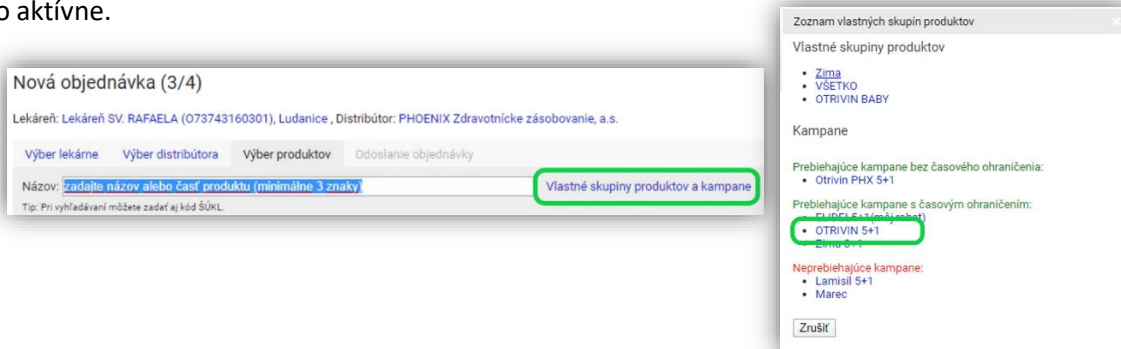 o aktívne.
Nová objednávka (3/4)
Lekáreň: Lekáreň SV. RAFAELA (O73743160301), Ludanice , Distribútor: PHOENIX Zdravotnícke zásobovanie, a.s.
Výber lekárne Výber distribútora Výber produktov Odoslanie objednávky
Názov: zadajte názov alebo časť produktu (minimálne 3 znaky) Vlastné skupiny produktov a kampane
Tip: Pri vyhľadávaní môžete zadať aj kód ŠÚKL.
Zoznam vlastných skupín produktov
Vlastné skupiny produktov
• Zima
• VŠETKO
• OTRIVIN BABY
Kampane
Prebiehajúce kampane bez časového ohraničenia:
• Otrivin PHX 5+1
Prebiehajúce kampane s časovým ohraničením:
• 5+1
• OTRIVIN 5+1
• Zima
Neprebiehajúce kampane:
• Lamisil 5+1
• Marec
Zrušiť